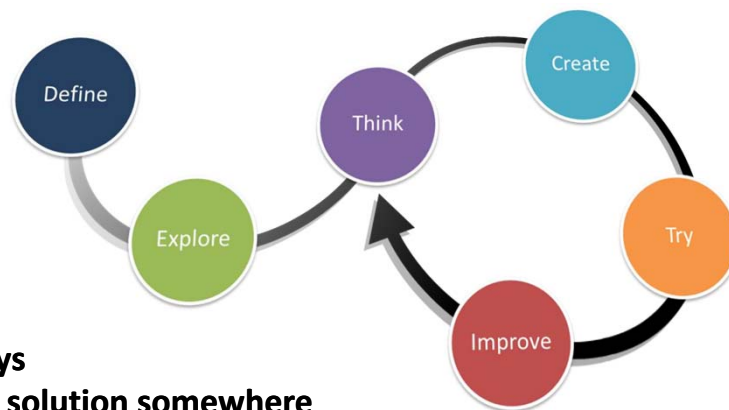 Define
Explore
Think
Create
Try
Improve
ys
solution somewhere